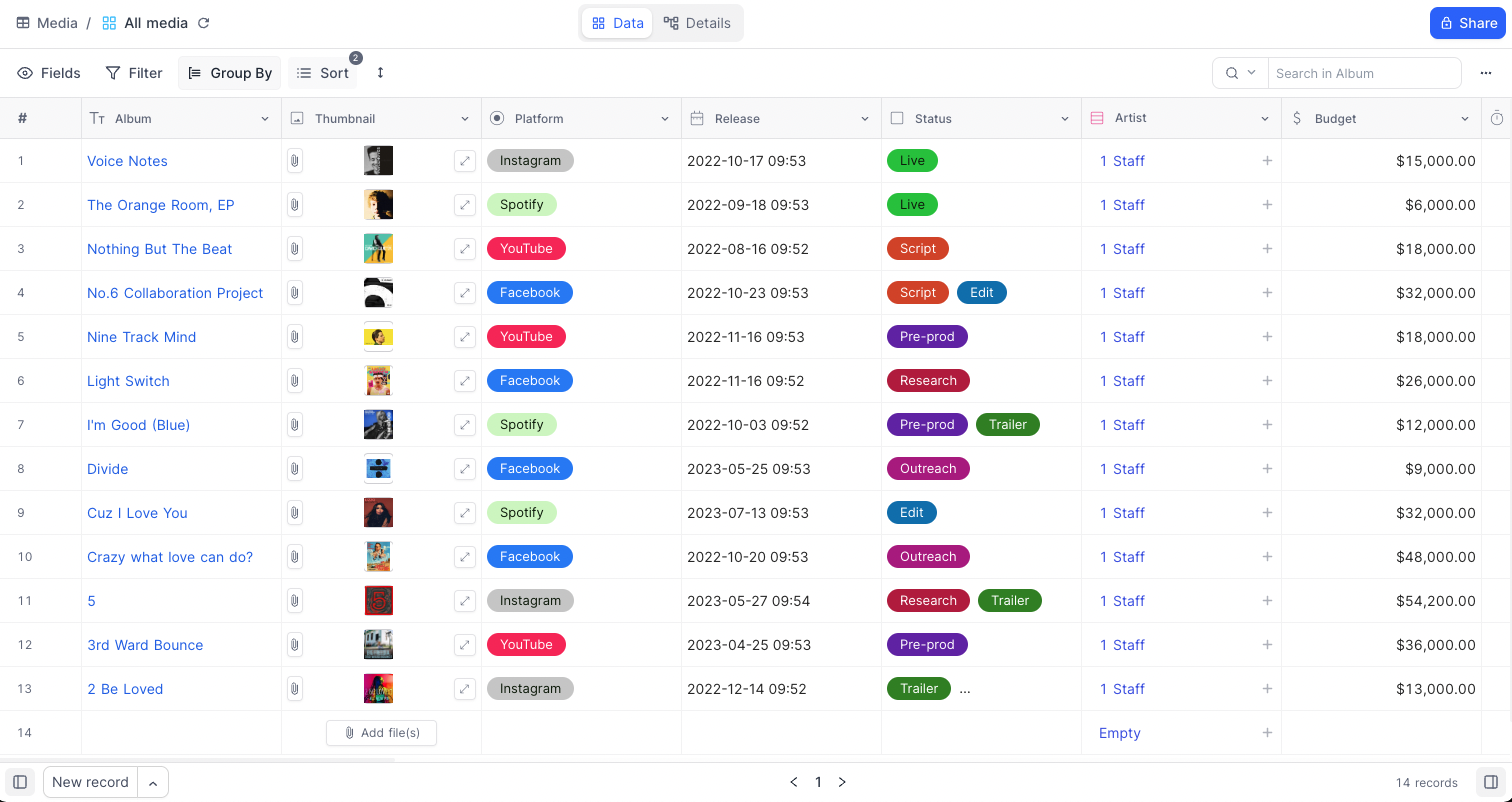 Media / All media
Data Details
Share
Fields Filter Group By Sort 2
Search in Album
# Album Thumbnail Platform Release Status Artist Budget
1 Voice Notes Instagram 2022-10-17 09:53 Live 1 Staff $15,000.00
2 The Orange Room, EP Spotify 2022-09-18 09:53 Live 1 Staff $6,000.00
3 Nothing But The Beat YouTube 2022-08-16 09:52 Script 1 Staff $18,000.00
4 No.6 Collaboration Project Facebook 2022-10-23 09:53 Script Edit 1 Staff $32,000.00
5 Nine Track Mind YouTube 2022-11-16 09:53 Pre-prod 1 Staff $18,000.00
6 Light Switch Facebook 2022-11-16 09:52 Research 1 Staff $26,000.00
7 I'm Good (Blue) Spotify 2022-10-03 09:52 Pre-prod Trailer 1 Staff $12,000.00
8 Divide Facebook 2023-05-25 09:53 Outreach 1 Staff $9,000.00
9 Cuz I Love You Spotify 2023-07-13 09:53 Edit 1 Staff $32,000.00
10 Crazy what love can do? Facebook 2022-10-20 09:53 Outreach 1 Staff $48,000.00
11 5 5 Instagram 2023-05-27 09:54 Research Trailer 1 Staff $54,200.00
12 3rd Ward Bounce YouTube 2023-04-25 09:53 Pre-prod 1 Staff $36,000.00
13 2 Be Loved Instagram 2022-12-14 09:52 Trailer ... 1 Staff $13,000.00
14 Add file(s) Empty
New record < 1 > 14 records